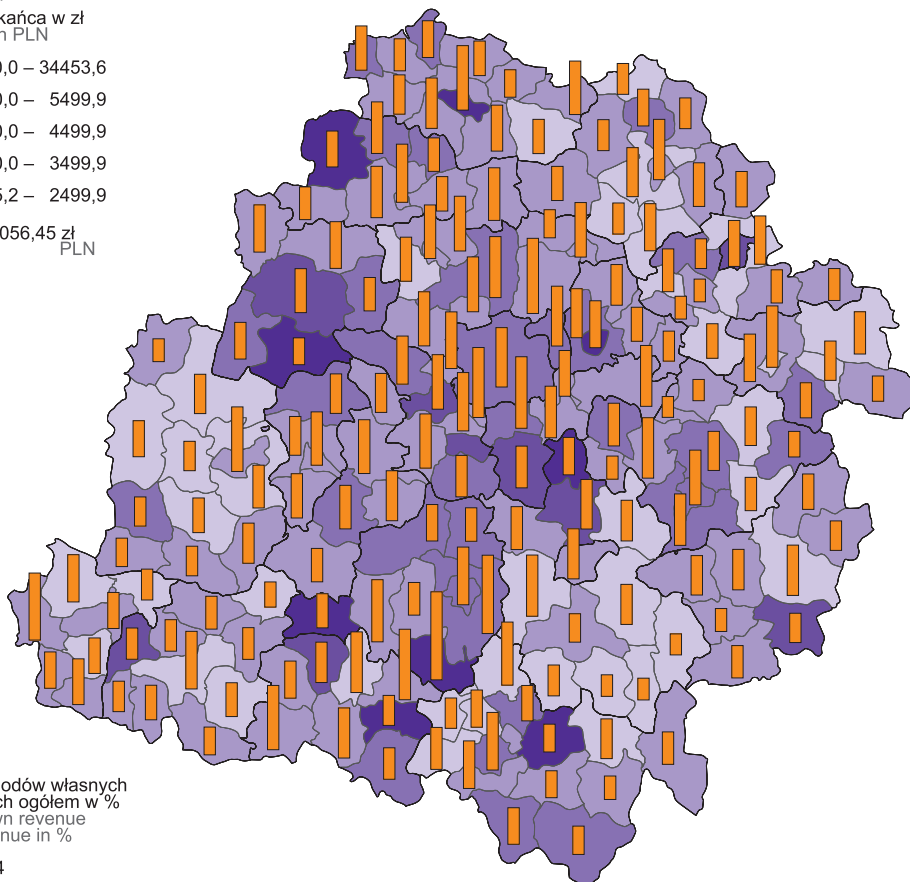 kańca w zł
n PLN
0,0 – 34453,6
0,0 – 5499,9
0,0 – 4499,9
0,0 – 3499,9
5,2 – 2499,9
056,45 zł
PLN
odów własnych
ch ogółem w %
wn revenue
nue in %
4